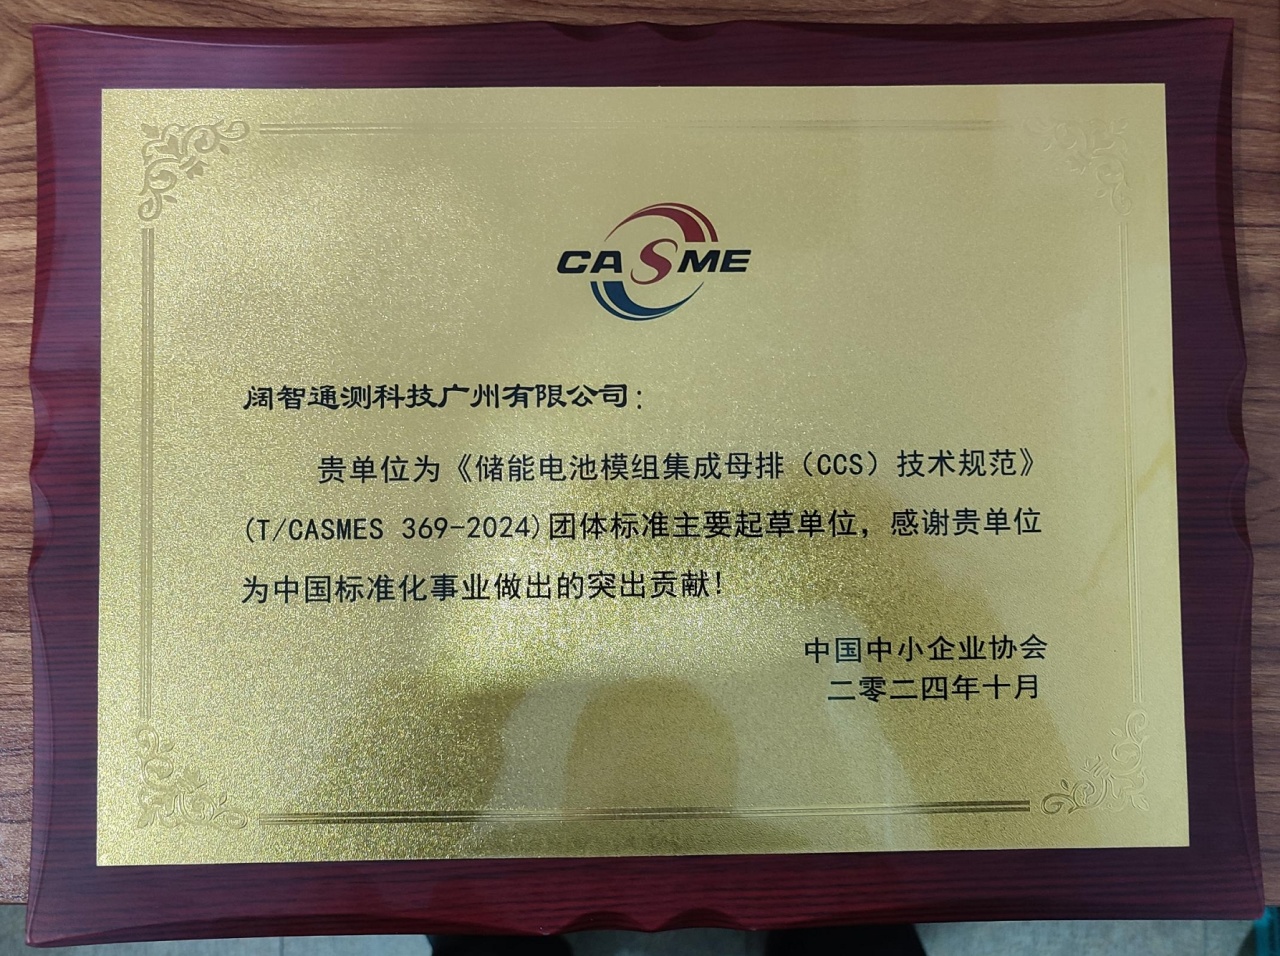 CASME
阔智通测科技广州有限公司：
贵单位为《储能电池模组集成母排（CCS）技术规范》
(T/CASMES 369-2024)团体标准主要起草单位，感谢贵单位
为中国标准化事业做出的突出贡献！
中国中小企业协会
二零二四年十月